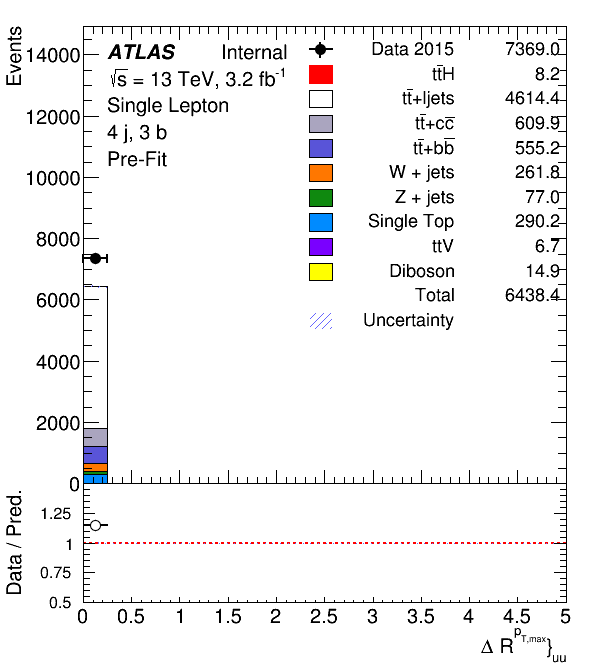 Events
14000
12000
10000
8000
6000
4000
2000
0
ATLAS Internal
√s = 13 TeV, 3.2 fb⁻¹
Single Lepton
4 j, 3 b
Pre-Fit
Data 2015 7369.0
tt̄H 8.2
tt̄+ljets 4614.4
tt̄+cc̄ 609.9
tt̄+bb̄ 555.2
W + jets 261.8
Z + jets 77.0
Single Top 290.2
ttV 6.7
Diboson 14.9
Total 6438.4
Uncertainty
Data / Pred.
1.25
1
0.75
0.5
0 0.5 1 1.5 2 2.5 3 3.5 4 4.5 5
Δ R^{p_{T,max}}}_{uu}